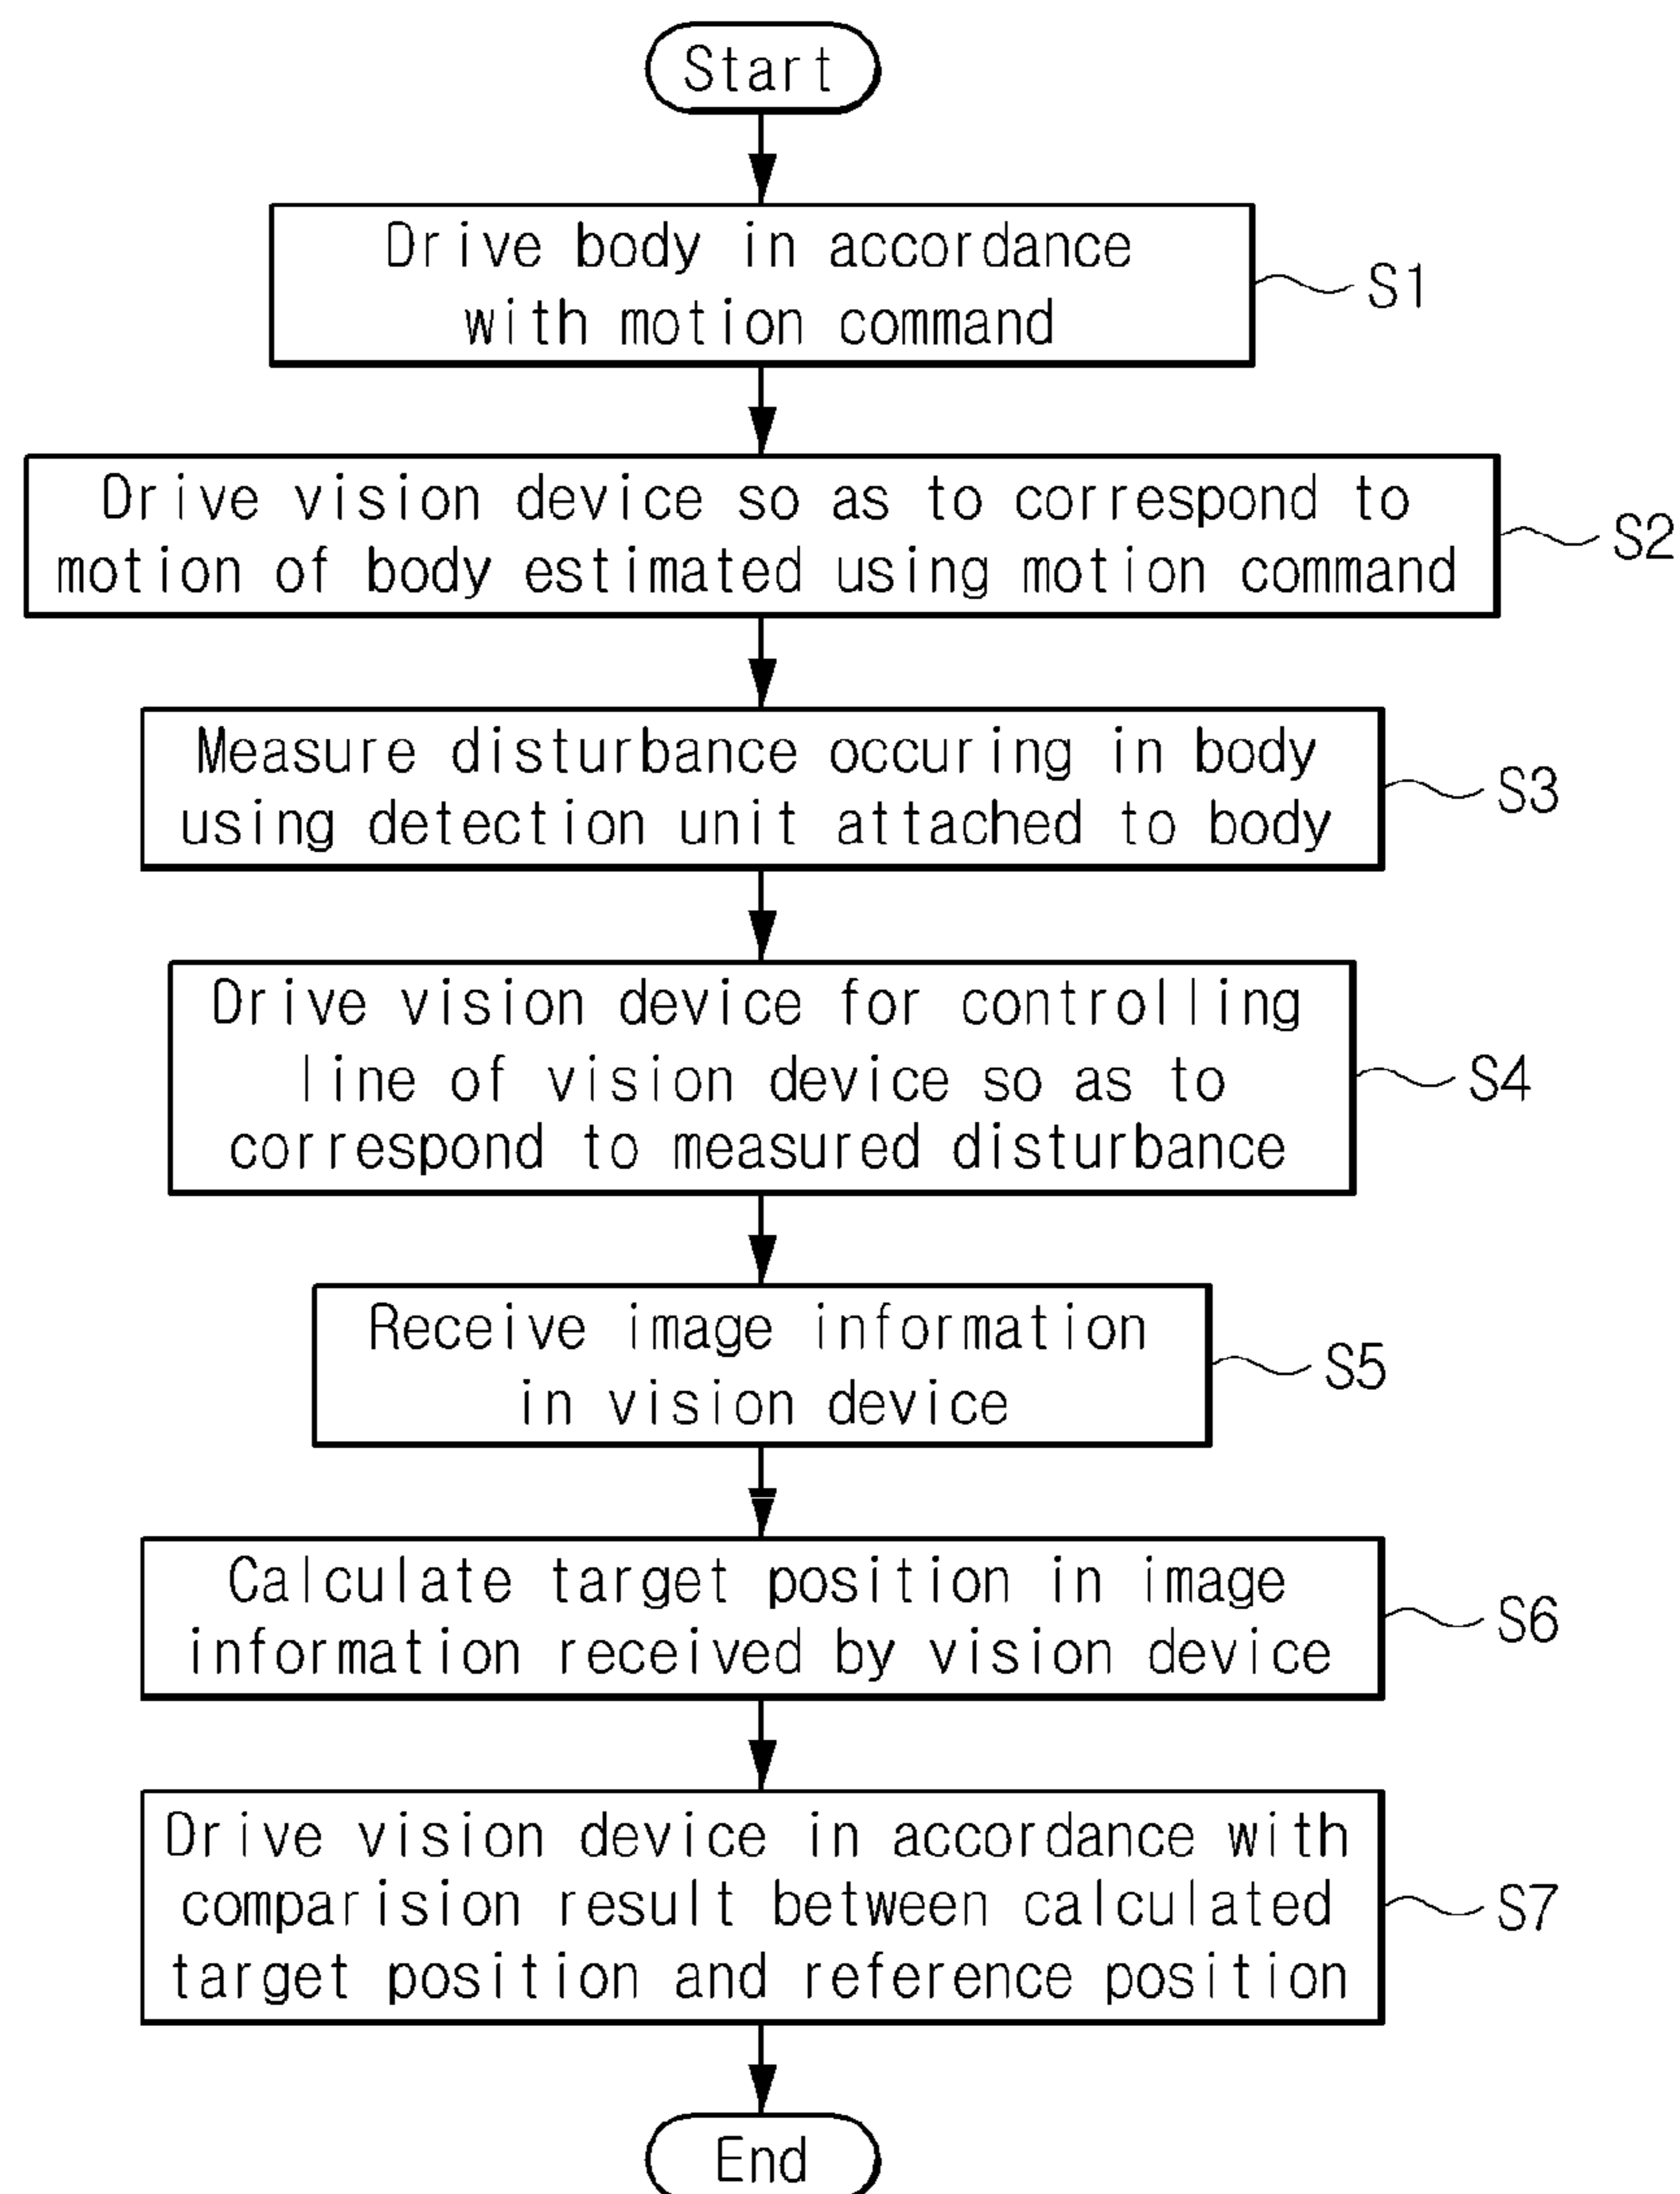 Start
Drive body in accordance
with motion command
S1
Drive vision device so as to correspond to
motion of body estimated using motion command
S2
Measure disturbance occuring in body
using detection unit attached to body
S3
Drive vision device for controlling
line of vision device so as to
correspond to measured disturbance
S4
Receive image information
in vision device
S5
Calculate target position in image
information received by vision device
S6
Drive vision device in accordance with
comparision result between calculated
target position and reference position
S7
End